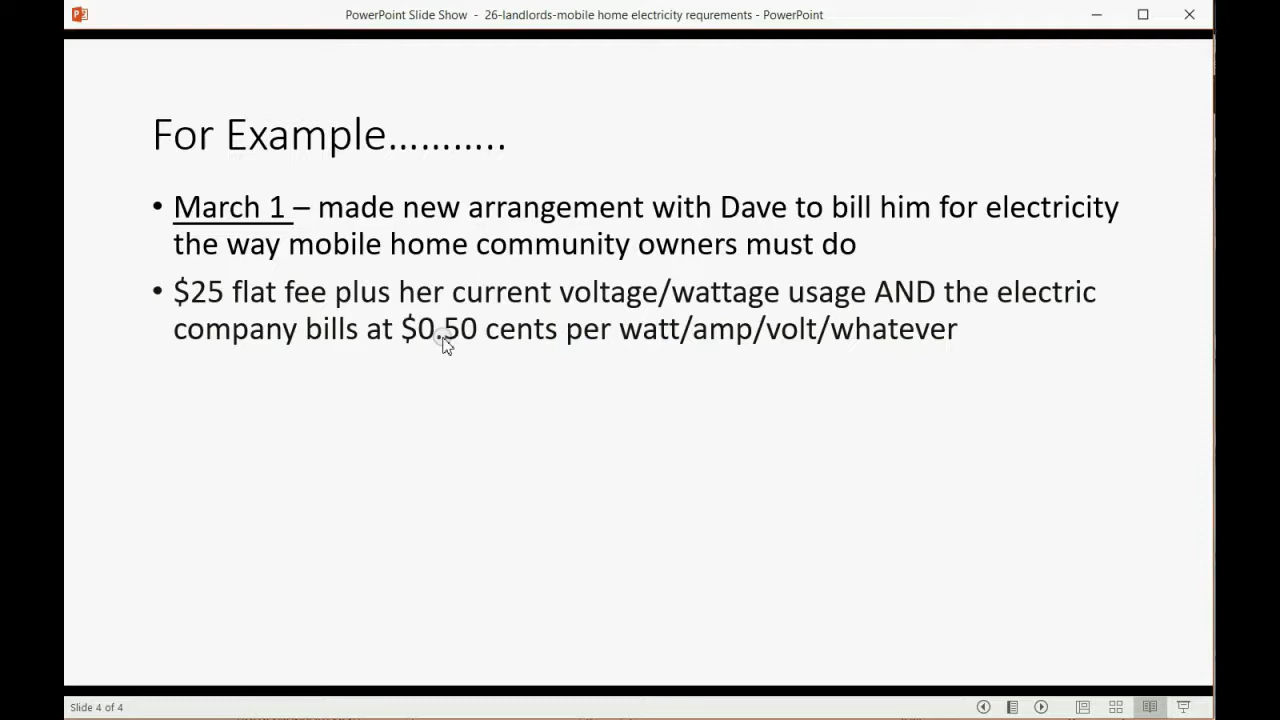 PowerPoint Slide Show - 26-landlords-mobile home electricity requrements - PowerPoint
For Example………..
• March 1 – made new arrangement with Dave to bill him for electricity
the way mobile home community owners must do
• $25 flat fee plus her current voltage/wattage usage AND the electric
company bills at $0.50 cents per watt/amp/volt/whatever
Slide 4 of 4